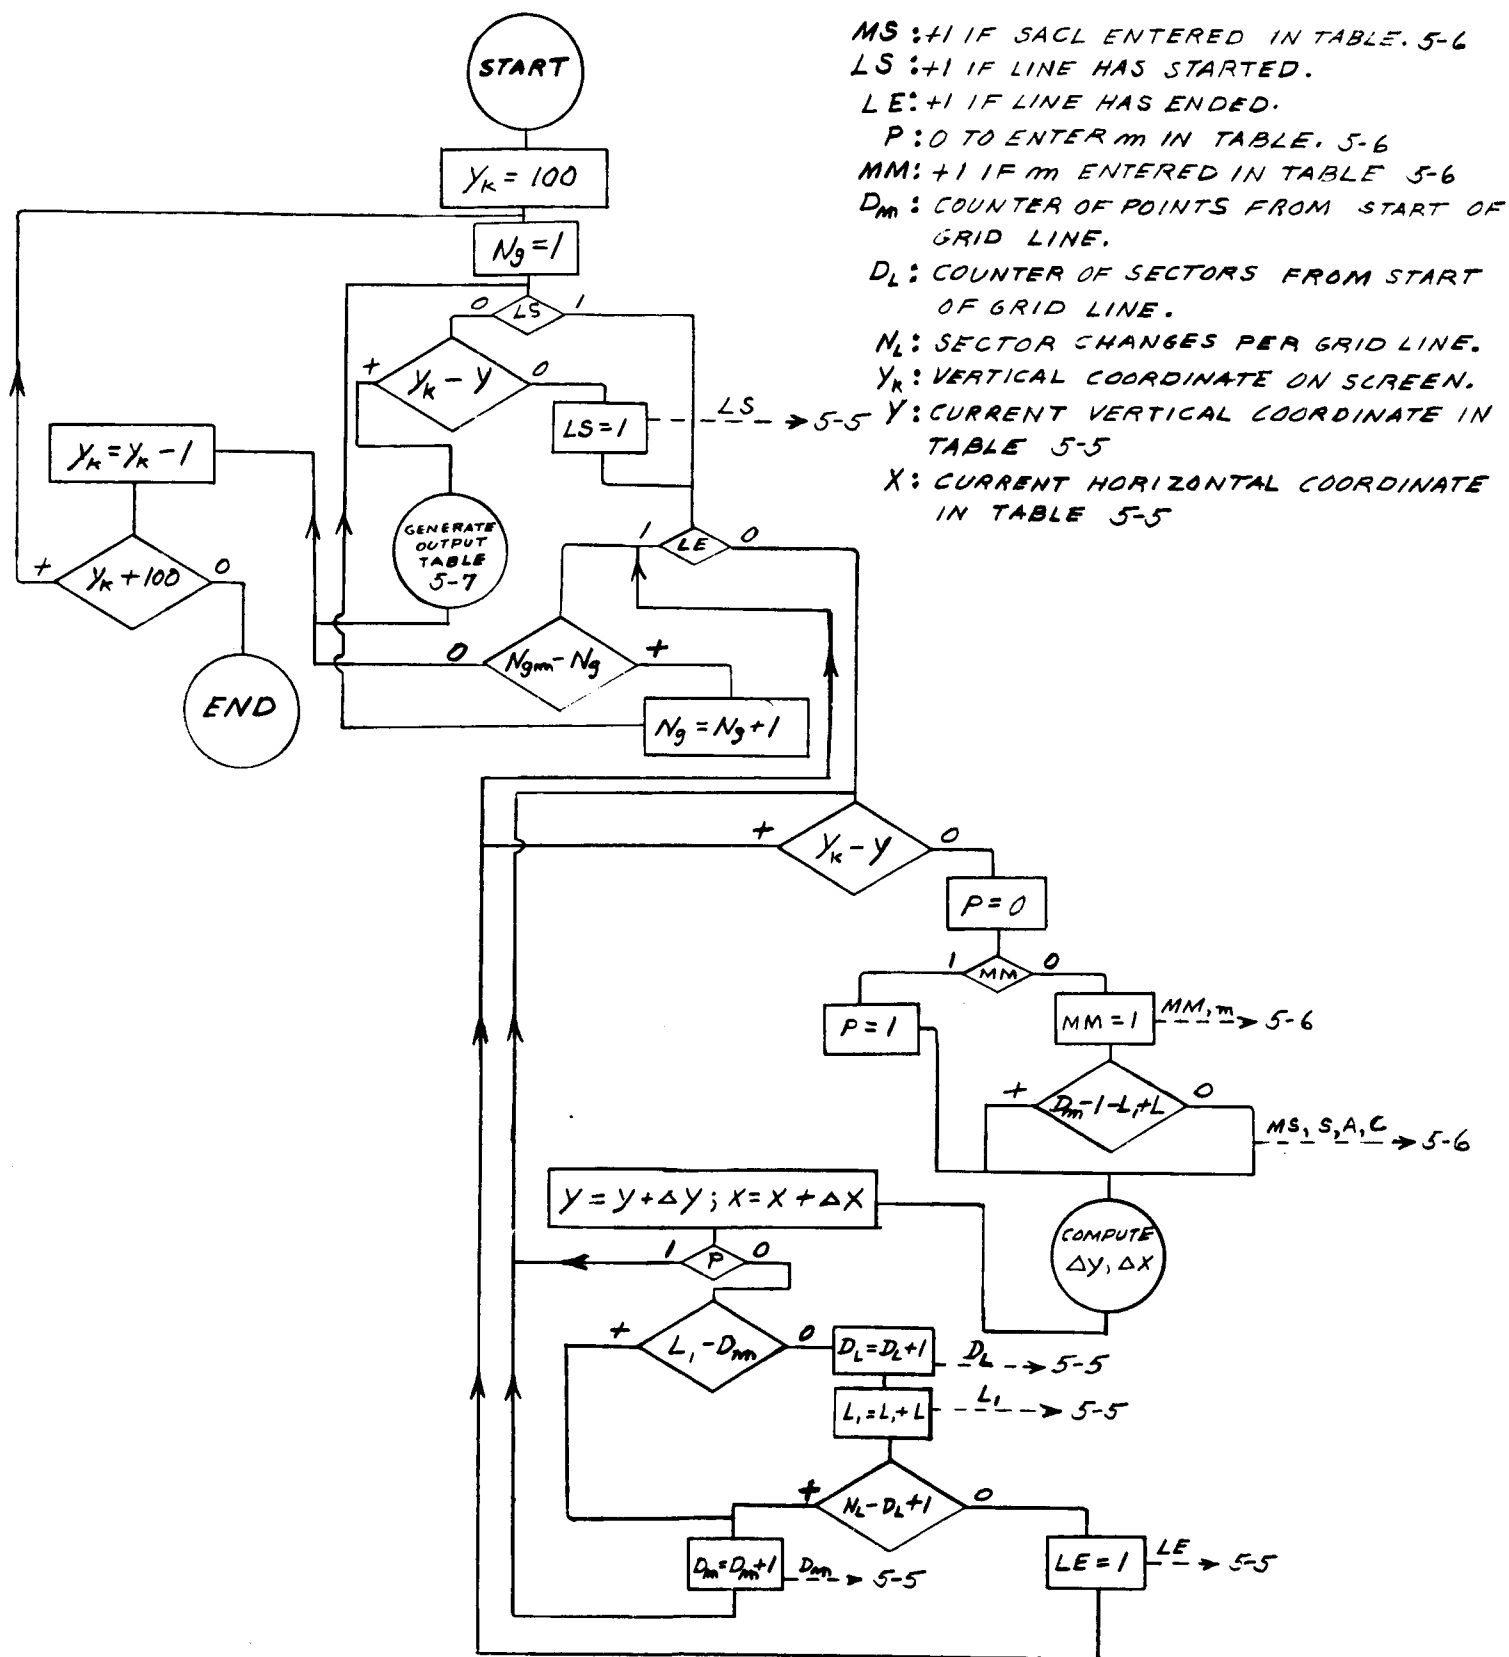 START
Yk = 100
Ng = 1
0 LS 1
+ Yk - Y 0
LS = 1
LS 5-5
Yk = Yk - 1
+ Yk + 100 0
END
GENERATE
OUTPUT
TABLE
5-7
1 LE 0
0 Ngm - Ng +
Ng = Ng + 1
MS : +1 IF SACL ENTERED IN TABLE. 5-6
LS : +1 IF LINE HAS STARTED.
LE : +1 IF LINE HAS ENDED.
P : 0 TO ENTER m IN TABLE. 5-6
MM : +1 IF m ENTERED IN TABLE 5-6
Dm : COUNTER OF POINTS FROM START OF
GRID LINE.
DL : COUNTER OF SECTORS FROM START
OF GRID LINE.
NL : SECTOR CHANGES PER GRID LINE.
Yk : VERTICAL COORDINATE ON SCREEN.
Y : CURRENT VERTICAL COORDINATE IN
TABLE 5-5
X : CURRENT HORIZONTAL COORDINATE
IN TABLE 5-5
+ Yk - Y 0
P = 0
1 MM 0
P = 1
MM = 1
MM, m 5-6
+ Dm - 1 - L1 + L 0
MS, S, A, C 5-6
COMPUTE
ΔY, ΔX
Y = Y + ΔY ; X = X + ΔX
1 P 0
+ L1 - Dm 0
DL = DL + 1
DL 5-5
L1 = L1 + L
L1 5-5
+ NL - DL + 1 0
Dm = Dm + 1
Dm 5-5
LE = 1
LE 5-5